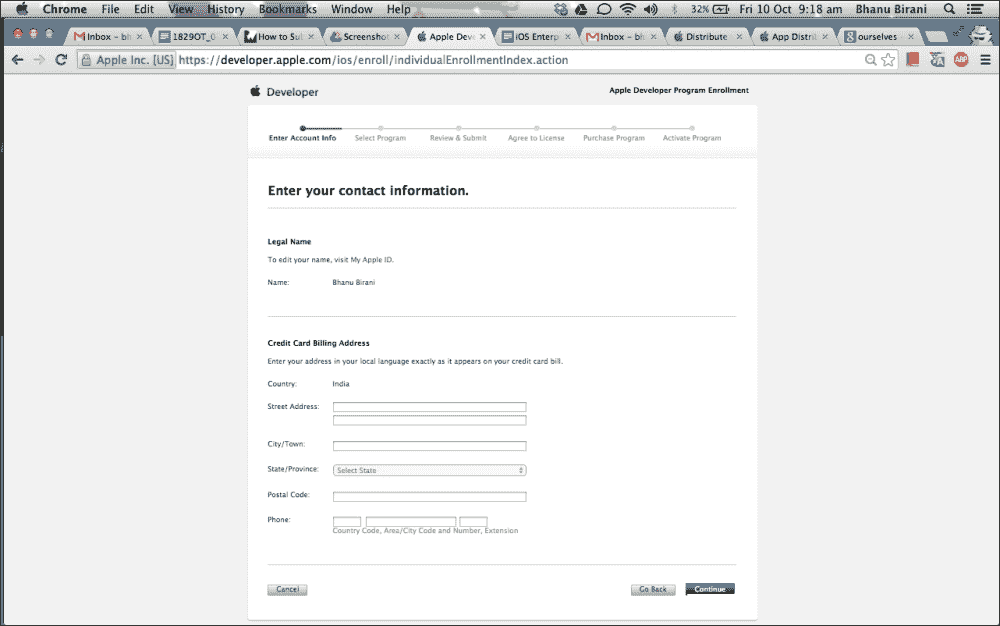 Chrome File Edit View History Bookmarks Window Help 32% Fri 10 Oct 9:18 am Bhanu Birani
Inbox – bh × 1829OT_0 × How to Sul × Screenshot × Apple Dev × iOS Enterp × Inbox – bh × Distribute × App Distril × ourselves – ×
Apple Inc. [US] https://developer.apple.com/ios/enroll/individualEnrollmentIndex.action ABP
Developer Apple Developer Program Enrollment
Enter Account Info Select Program Review & Submit Agree to License Purchase Program Activate Program
Enter your contact information.
Legal Name
To edit your name, visit My Apple ID.
Name: Bhanu Birani
Credit Card Billing Address
Enter your address in your local language exactly as it appears on your credit card bill.
Country: India
Street Address:
City/Town:
State/Province: Select State
Postal Code:
Phone:
Country Code, Area/City Code and Number, Extension
Cancel Go Back Continue